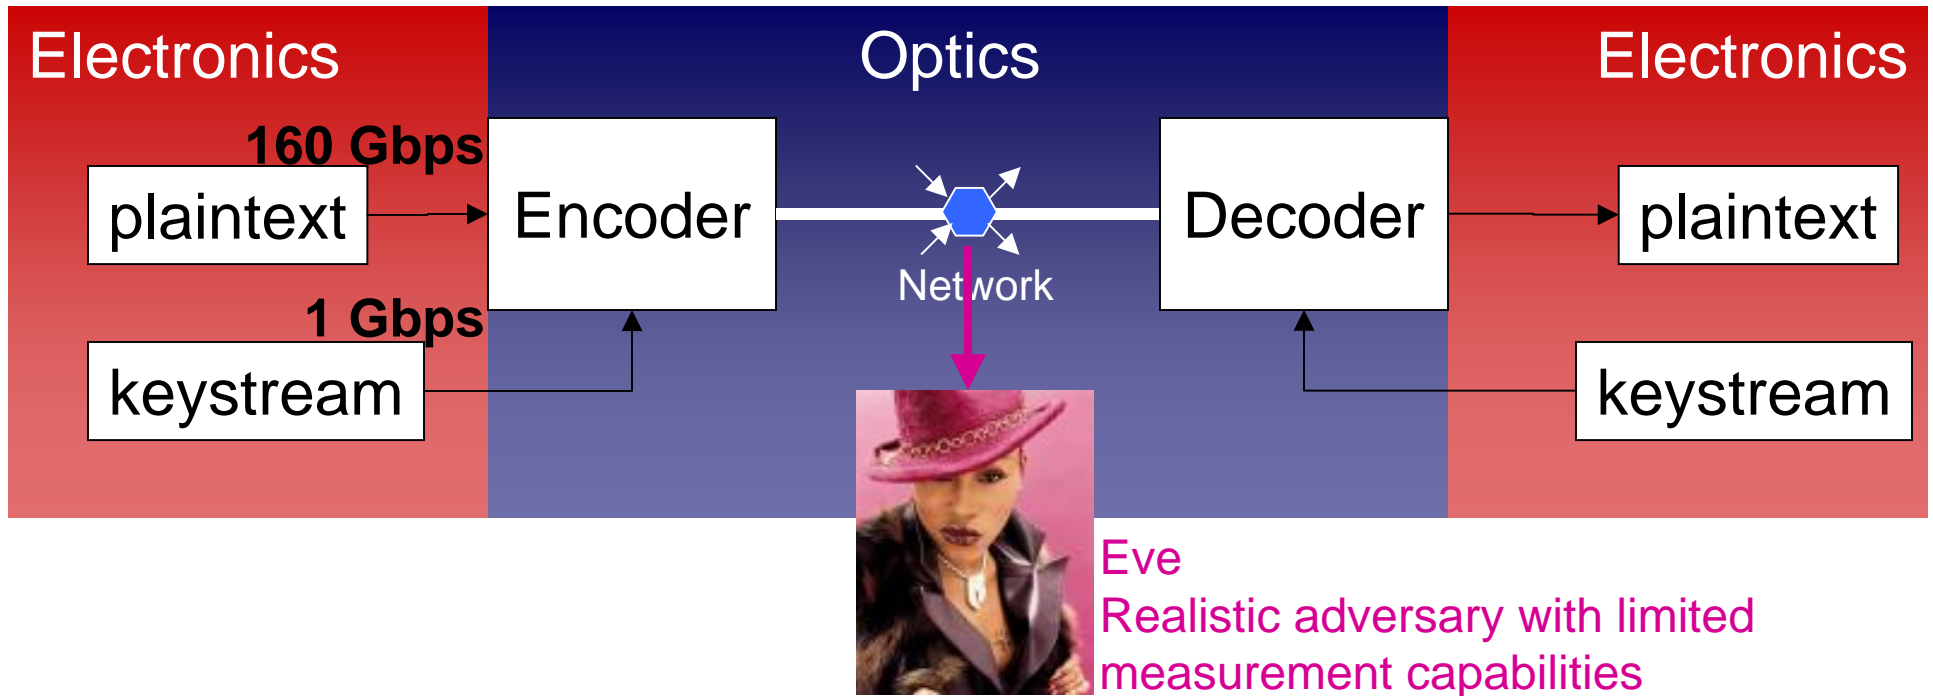 Electronics
Optics
Electronics
160 Gbps
plaintext
Encoder
Decoder
plaintext
Network
1 Gbps
keystream
keystream
Eve
Realistic adversary with limited
measurement capabilities